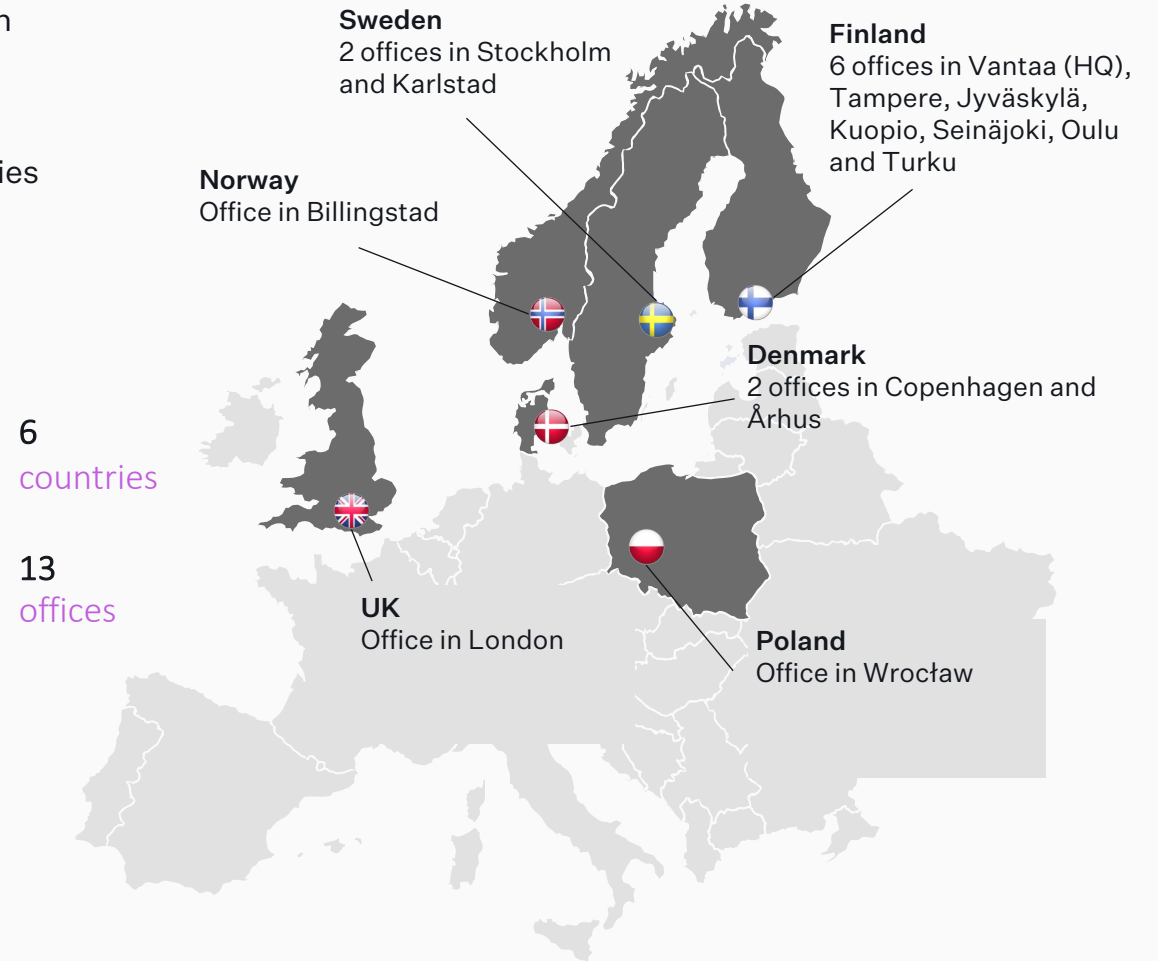 n
Sweden
2 offices in Stockholm
and Karlstad
Finland
6 offices in Vantaa (HQ),
Tampere, Jyväskylä,
Kuopio, Seinäjoki, Oulu
and Turku
ies
Norway
Office in Billingstad
Denmark
2 offices in Copenhagen and
Århus
6
countries
13
offices
UK
Office in London
Poland
Office in Wrocław